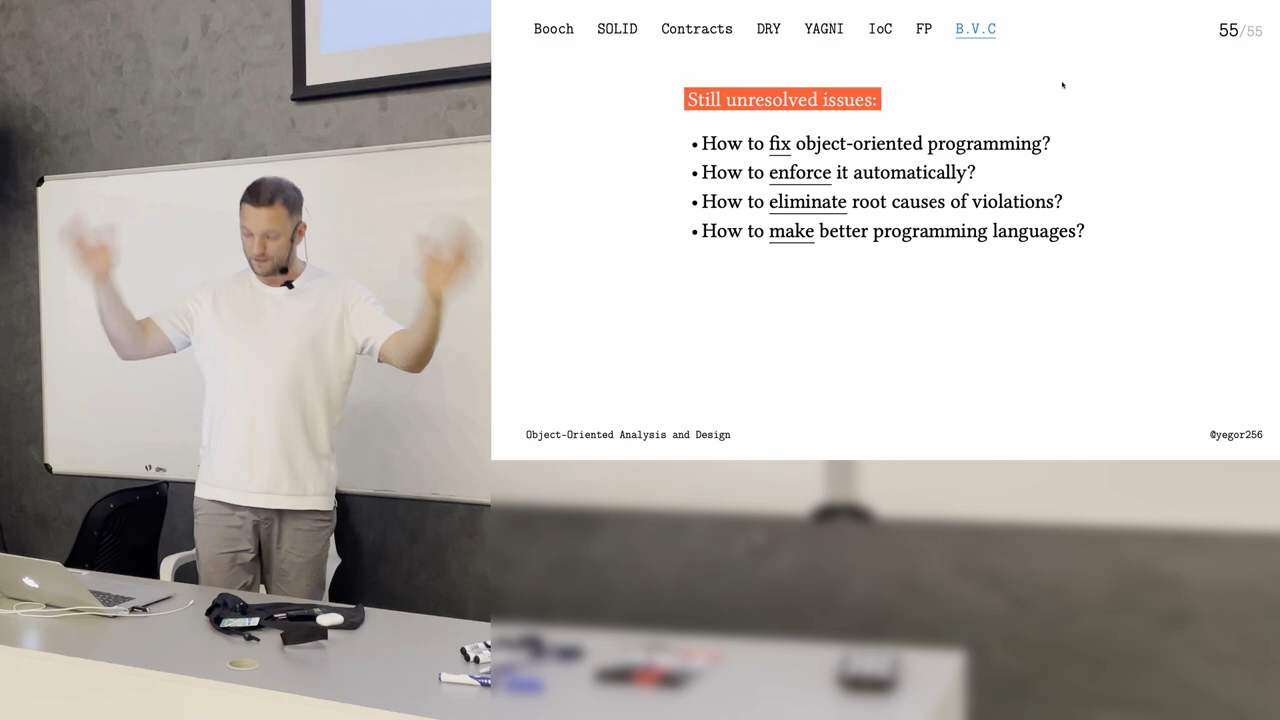 Booch SOLID Contracts DRY YAGNI IoC FP B.V.C 55/55
Still unresolved issues:
• How to fix object-oriented programming?
• How to enforce it automatically?
• How to eliminate root causes of violations?
• How to make better programming languages?
Object-Oriented Analysis and Design @yegor256